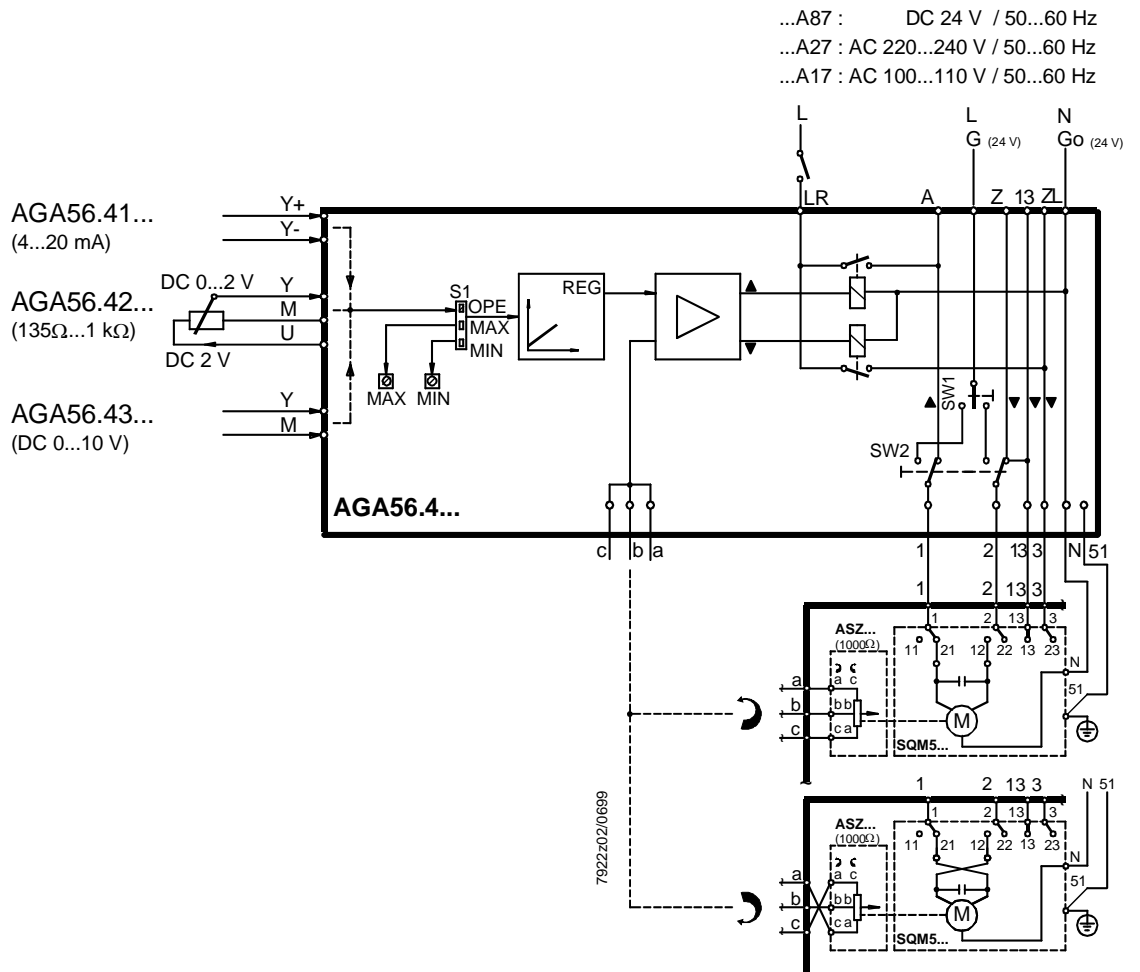 ...A87 : DC 24 V / 50...60 Hz
...A27 : AC 220...240 V / 50...60 Hz
...A17 : AC 100...110 V / 50...60 Hz
L
L
N
G (24 V)
Go (24 V)
LR A Z 13 ZL
AGA56.41...
(4...20 mA)
Y+
Y-
AGA56.42...
(135Ω...1 kΩ)
DC 0...2 V
Y
M
U
DC 2 V
AGA56.43...
(DC 0...10 V)
Y
M
S1
OPE
MAX
MIN
MAX MIN
REG
SW1
SW2
AGA56.4...
c b a
1 2 13 3 N 51
1 2 13 3
ASZ...
(1000Ω)
1 2 13 3
11 21 12 22 13 23
a c
a
b
c
b b
c a
M
N
51
SQM5...
7922z02/0699
1 2 13 3 N 51
ASZ...
(1000Ω)
1 2 13 3
11 21 12 22 13 23
a c
a
b
c
b b
c a
M
N
51
SQM5...